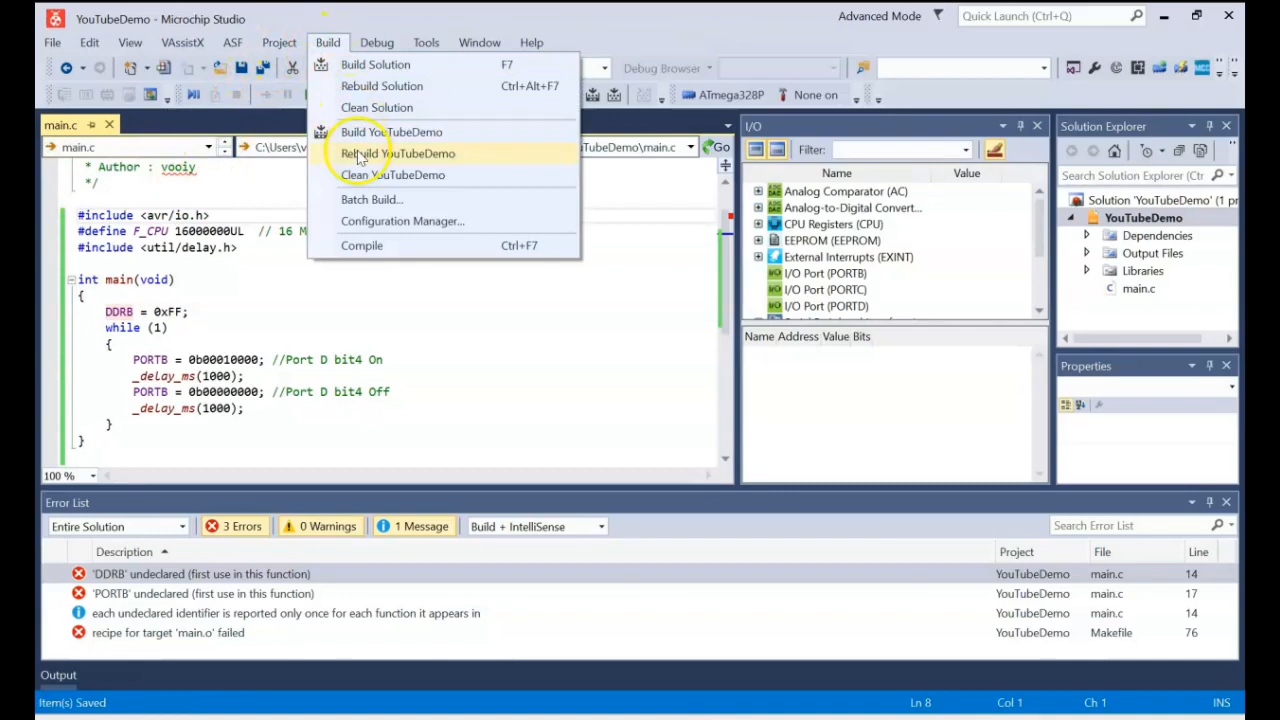 YouTubeDemo - Microchip Studio
Advanced Mode
Quick Launch (Ctrl+Q)
File Edit View VAssistX ASF Project Build Debug Tools Window Help
Debug Browser
ATmega328P None on
Build Solution F7
Rebuild Solution Ctrl+Alt+F7
Clean Solution
Build YouTubeDemo
Rebuild YouTubeDemo
Clean YouTubeDemo
Batch Build...
Configuration Manager...
Compile Ctrl+F7
main.c
main.c C:\Users\v uTubeDemo\main.c Go
* Author : vooiy
*/
#include <avr/io.h>
#define F_CPU 16000000UL // 16 M
#include <util/delay.h>
int main(void)
{
DDRB = 0xFF;
while (1)
{
PORTB = 0b00010000; //Port D bit4 On
_delay_ms(1000);
PORTB = 0b00000000; //Port D bit4 Off
_delay_ms(1000);
}
}
100 %
I/O
Filter:
Name Value
Analog Comparator (AC)
Analog-to-Digital Convert...
CPU Registers (CPU)
EEPROM (EEPROM)
External Interrupts (EXINT)
I/O Port (PORTB)
I/O Port (PORTC)
I/O Port (PORTD)
Name Address Value Bits
Solution Explorer
Search Solution Explorer (Ctr
Solution 'YouTubeDemo' (1 pr
YouTubeDemo
Dependencies
Output Files
Libraries
main.c
Properties
Error List
Entire Solution 3 Errors 0 Warnings 1 Message Build + IntelliSense Search Error List
Description Project File Line
'DDRB' undeclared (first use in this function) YouTubeDemo main.c 14
'PORTB' undeclared (first use in this function) YouTubeDemo main.c 17
each undeclared identifier is reported only once for each function it appears in YouTubeDemo main.c 14
recipe for target 'main.o' failed YouTubeDemo Makefile 76
Output
Item(s) Saved Ln 8 Col 1 Ch 1 INS